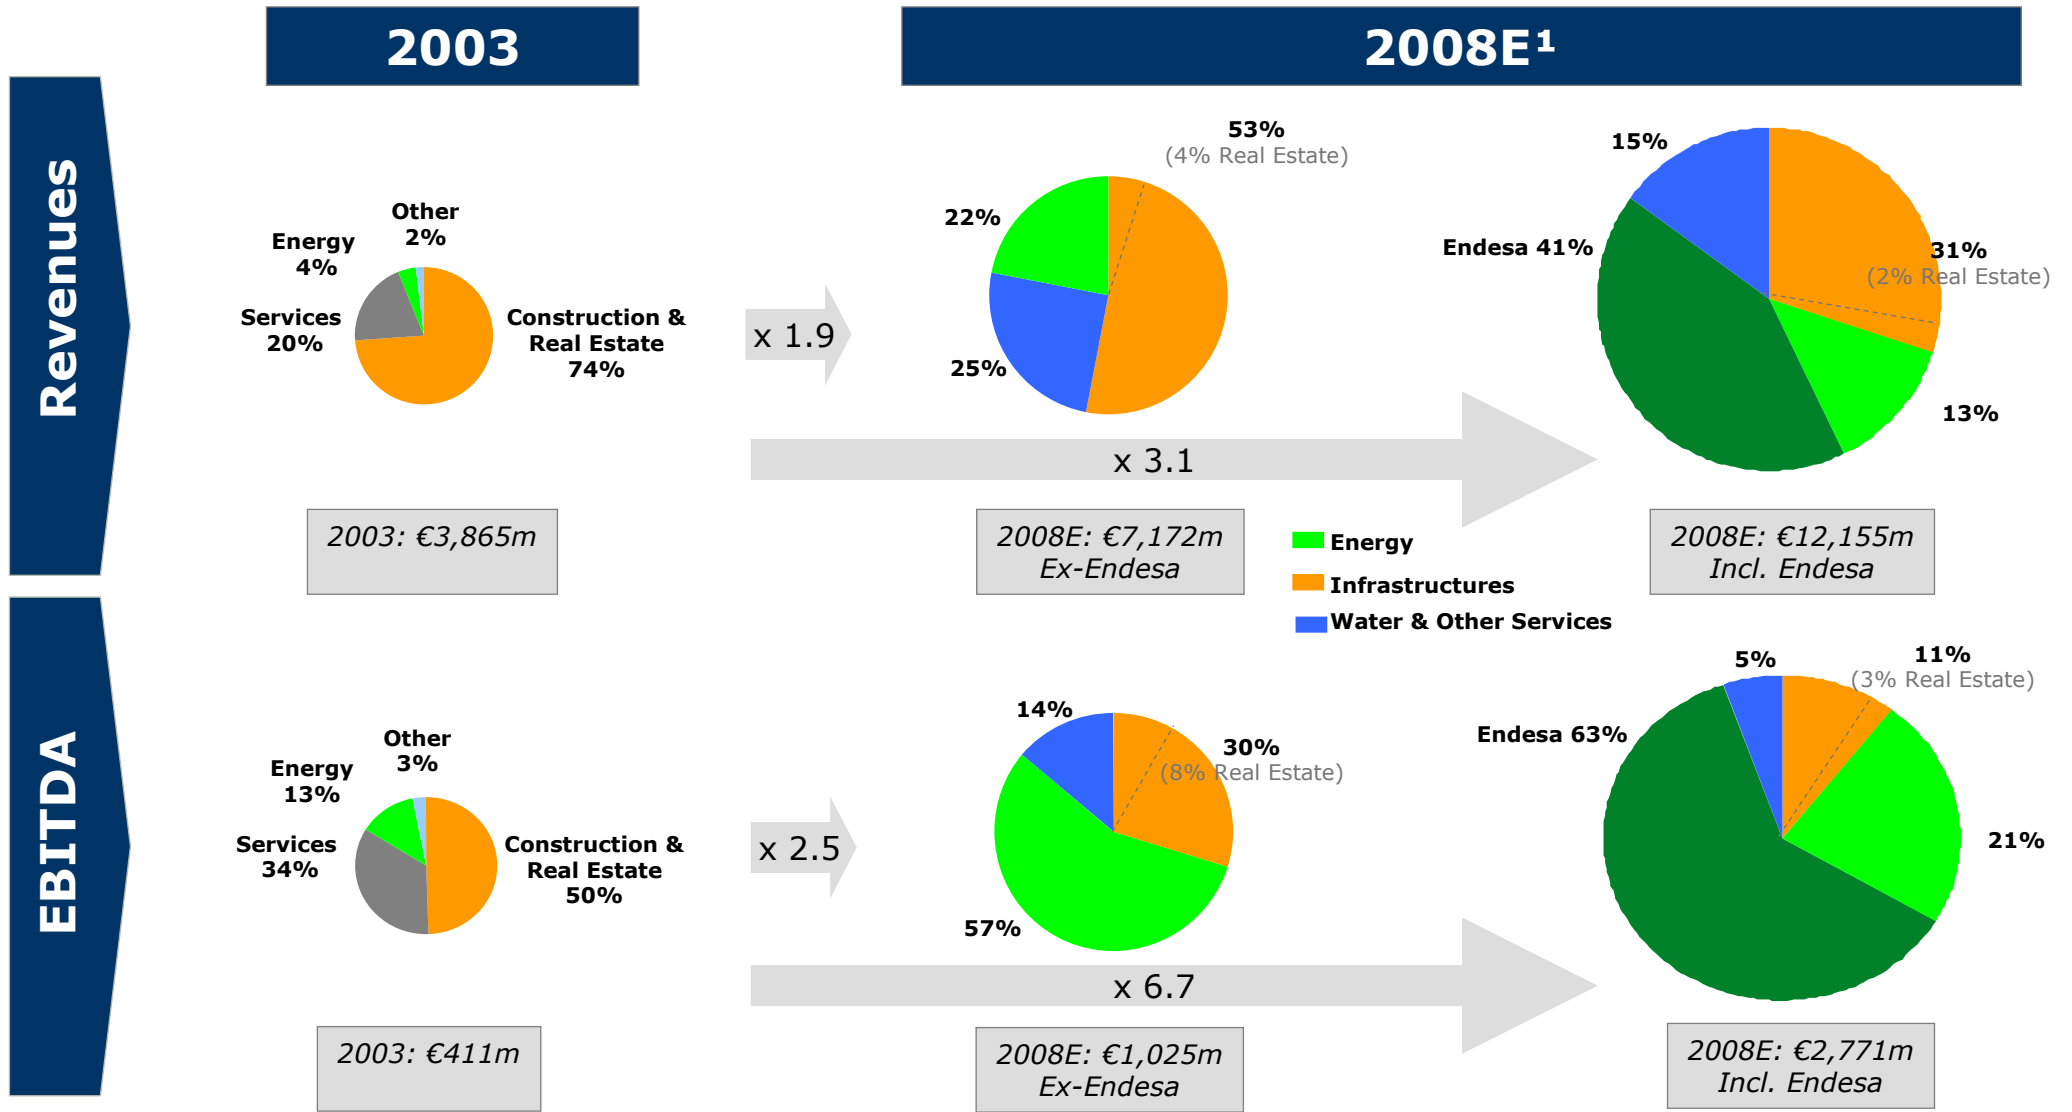 2003
2008E¹
Revenues
Other
2%
Energy
4%
Services
20%
Construction &
Real Estate
74%
x 1.9
53%
(4% Real Estate)
22%
25%
15%
Endesa 41%
31%
(2% Real Estate)
13%
x 3.1
2003: €3,865m
2008E: €7,172m
Ex-Endesa
Energy
Infrastructures
Water & Other Services
2008E: €12,155m
Incl. Endesa
EBITDA
Other
3%
Energy
13%
Services
34%
Construction &
Real Estate
50%
x 2.5
14%
30%
(8% Real Estate)
57%
5%
11%
(3% Real Estate)
Endesa 63%
21%
x 6.7
2003: €411m
2008E: €1,025m
Ex-Endesa
2008E: €2,771m
Incl. Endesa